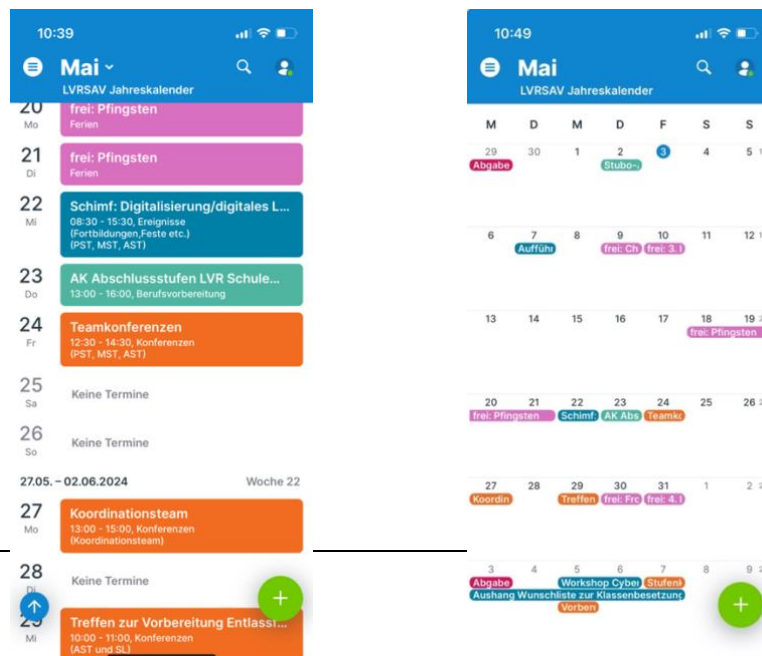 10:39
Mai
LVRSAV Jahreskalender
20
Mo
frei: Pfingsten
Ferien
21
Di
frei: Pfingsten
Ferien
22
Mi
Schimf: Digitalisierung/digitales L...
08:30 - 15:30, Ereignisse
(Fortbildungen,Feste etc.)
(PST, MST, AST)
23
Do
AK Abschlussstufen LVR Schule...
13:00 - 16:00, Berufsvorbereitung
24
Fr
Teamkonferenzen
12:30 - 14:30, Konferenzen
(PST, MST, AST)
25
Sa
Keine Termine
26
So
Keine Termine
27.05. – 02.06.2024 Woche 22
27
Mo
Koordinationsteam
13:00 - 15:00, Konferenzen
(Koordinationsteam)
28
Di
Keine Termine
29
Mi
Treffen zur Vorbereitung Entlassf...
10:00 - 11:00, Konferenzen
(AST und SL)
10:49
Mai
LVRSAV Jahreskalender
M D M D F S S
29 30 1 2 3 4 5
Abgabe Stubo-
6 7 8 9 10 11 12
Aufführ frei: Ch frei: 3.
13 14 15 16 17 18 19
frei: Pfingsten
20 21 22 23 24 25 26
frei: Pfingsten Schimf: AK Abs Teamko
27 28 29 30 31 1 2
Koordin Treffen frei: Fro frei: 4.
3 4 5 6 7 8 9
Abgabe Workshop Cyber Stufenk
Aushang Wunschliste zur Klassenbesetzung
Vorbere